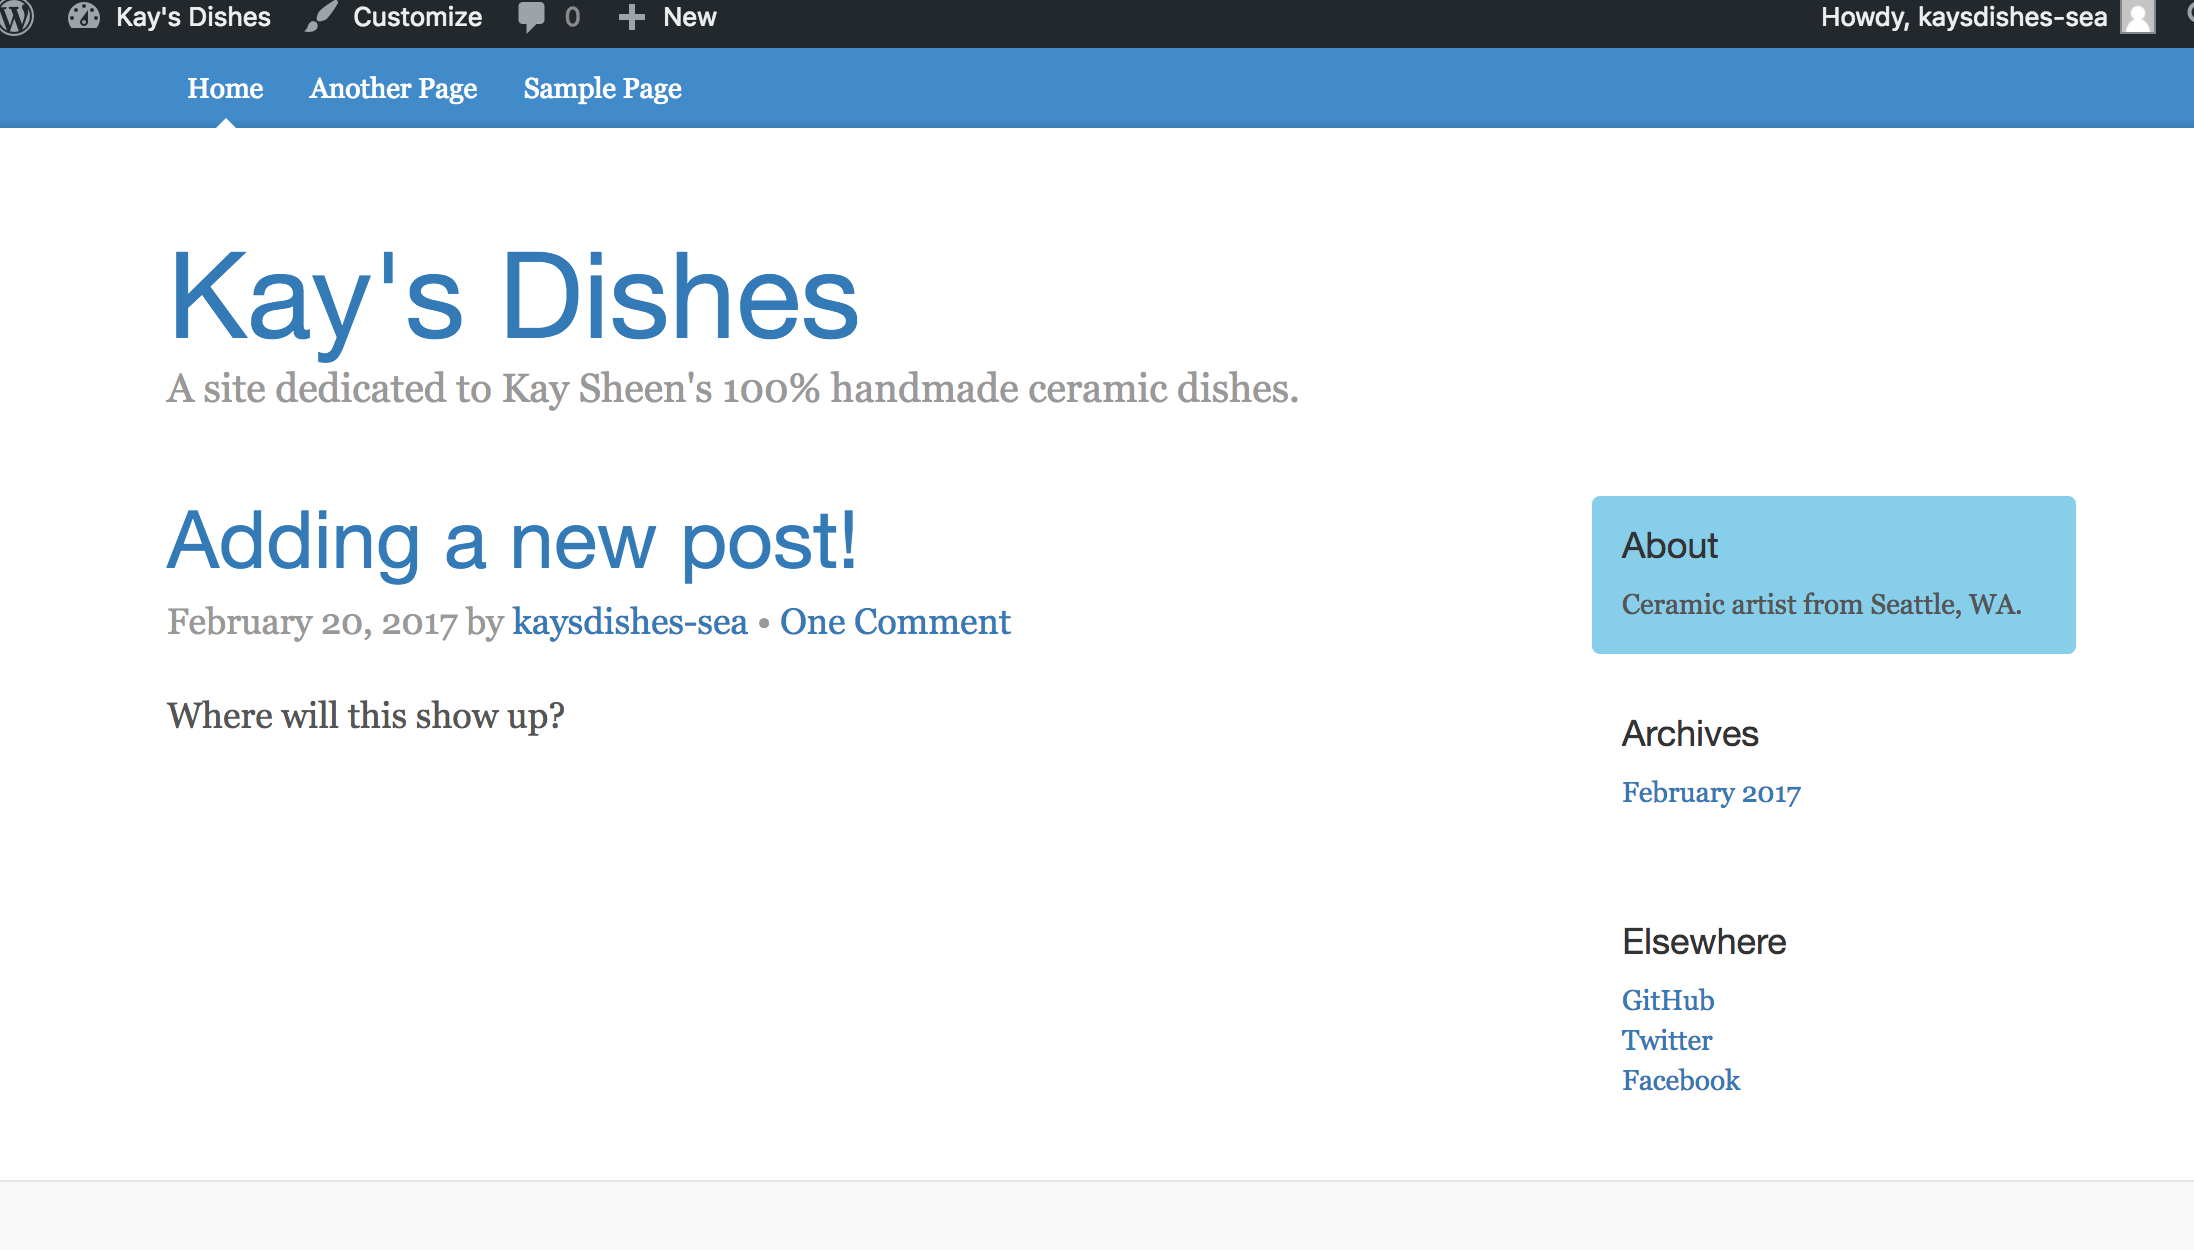 Kay's Dishes Customize 0 New Howdy, kaysdishes-sea
Home Another Page Sample Page
Kay's Dishes
A site dedicated to Kay Sheen's 100% handmade ceramic dishes.
Adding a new post!
February 20, 2017 by kaysdishes-sea • One Comment
Where will this show up?
About
Ceramic artist from Seattle, WA.
Archives
February 2017
Elsewhere
GitHub
Twitter
Facebook